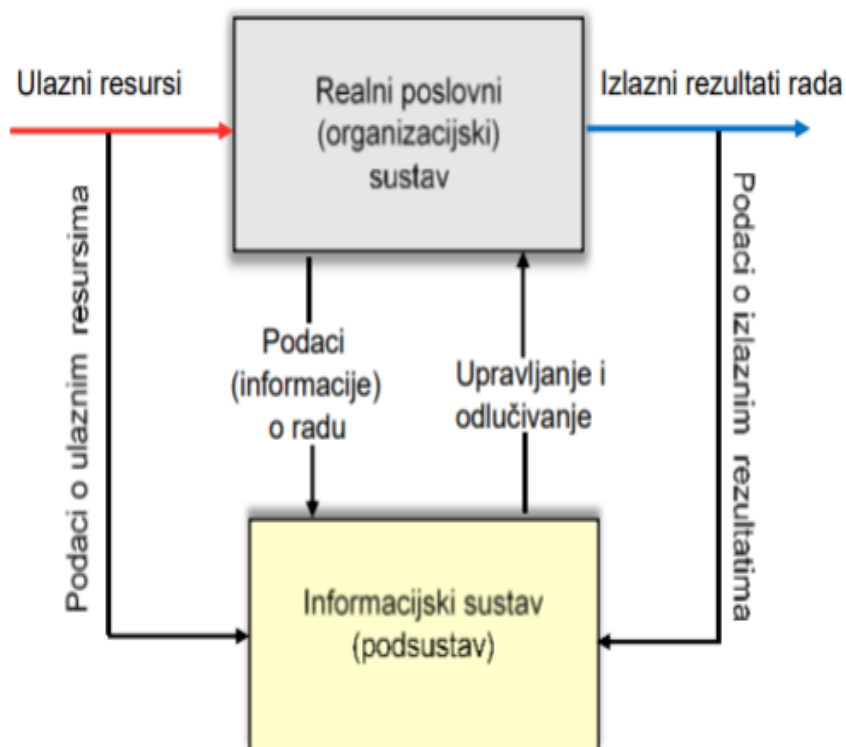 Ulazni resursi
Realni poslovni
(organizacijski)
sustav
Izlazni rezultati rada
Podaci o ulaznim resursima
Podaci
(informacije)
o radu
Upravljanje i
odlučivanje
Podaci o izlaznim rezultatima
Informacijski sustav
(podsustav)